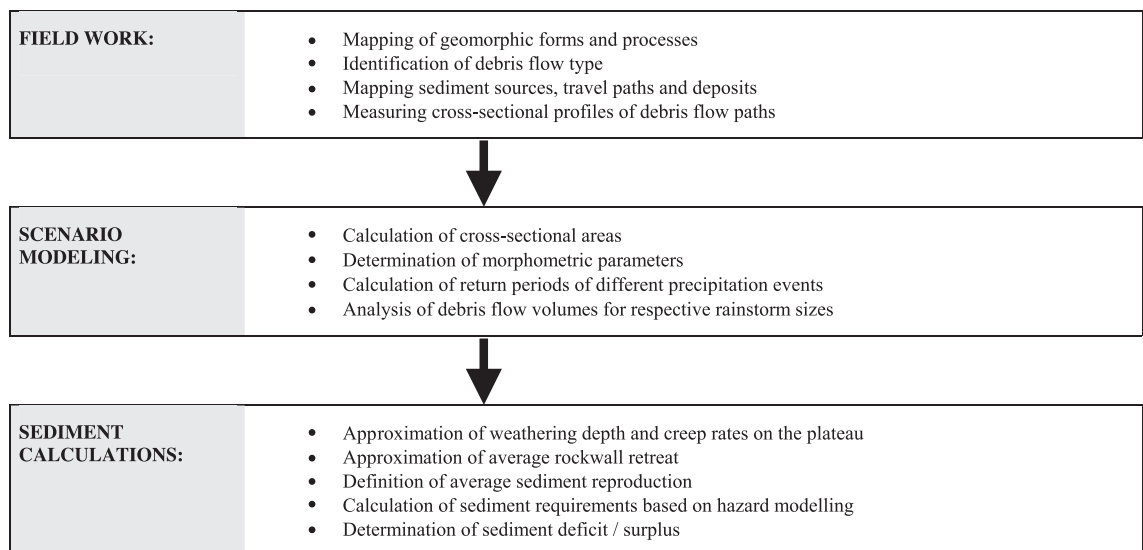 FIELD WORK:
• Mapping of geomorphic forms and processes
• Identification of debris flow type
• Mapping sediment sources, travel paths and deposits
• Measuring cross-sectional profiles of debris flow paths
SCENARIO
MODELING:
• Calculation of cross-sectional areas
• Determination of morphometric parameters
• Calculation of return periods of different precipitation events
• Analysis of debris flow volumes for respective rainstorm sizes
SEDIMENT
CALCULATIONS:
• Approximation of weathering depth and creep rates on the plateau
• Approximation of average rockwall retreat
• Definition of average sediment reproduction
• Calculation of sediment requirements based on hazard modelling
• Determination of sediment deficit / surplus